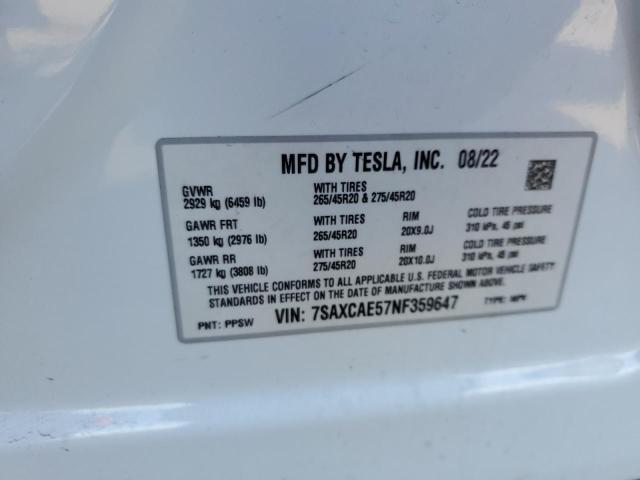 MFD BY TESLA, INC. 08/22
GVWR
2929 kg (6459 lb)
WITH TIRES
265/45R20 & 275/45R20
GAWR FRT
1350 kg (2976 lb)
WITH TIRES
265/45R20
RIM
20X9.0J
COLD TIRE PRESSURE
310 kPa, 45 psi
GAWR RR
1727 kg (3808 lb)
WITH TIRES
275/45R20
RIM
20X10.0J
COLD TIRE PRESSURE
310 kPa, 45 psi
THIS VEHICLE CONFORMS TO ALL APPLICABLE U.S. FEDERAL MOTOR VEHICLE SAFETY
STANDARDS IN EFFECT ON THE DATE OF MANUFACTURE SHOWN ABOVE.
PNT: PPSW
VIN: 7SAXCAE57NF359647
TYPE: MPV